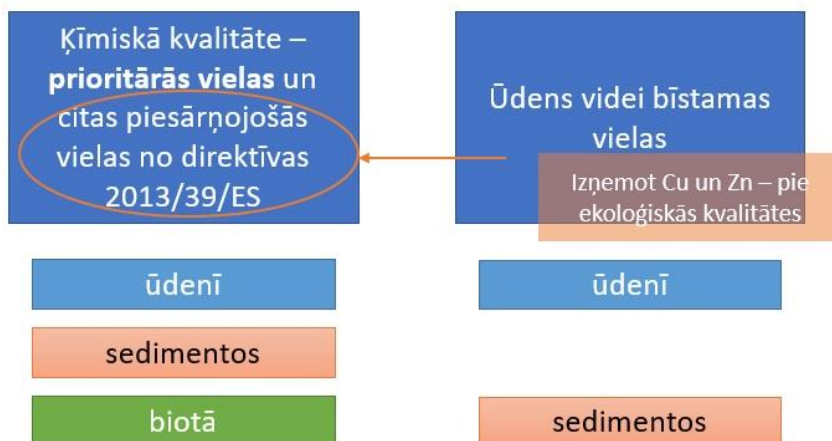 Ķīmiskā kvalitāte –
prioritārās vielas un
citas piesārņojošās
vielas no direktīvas
2013/39/ES
Ūdens videi bīstamas
vielas
Izņemot Cu un Zn – pie
ekoloģiskās kvalitātes
ūdenī
ūdenī
sedimentos
biotā
sedimentos